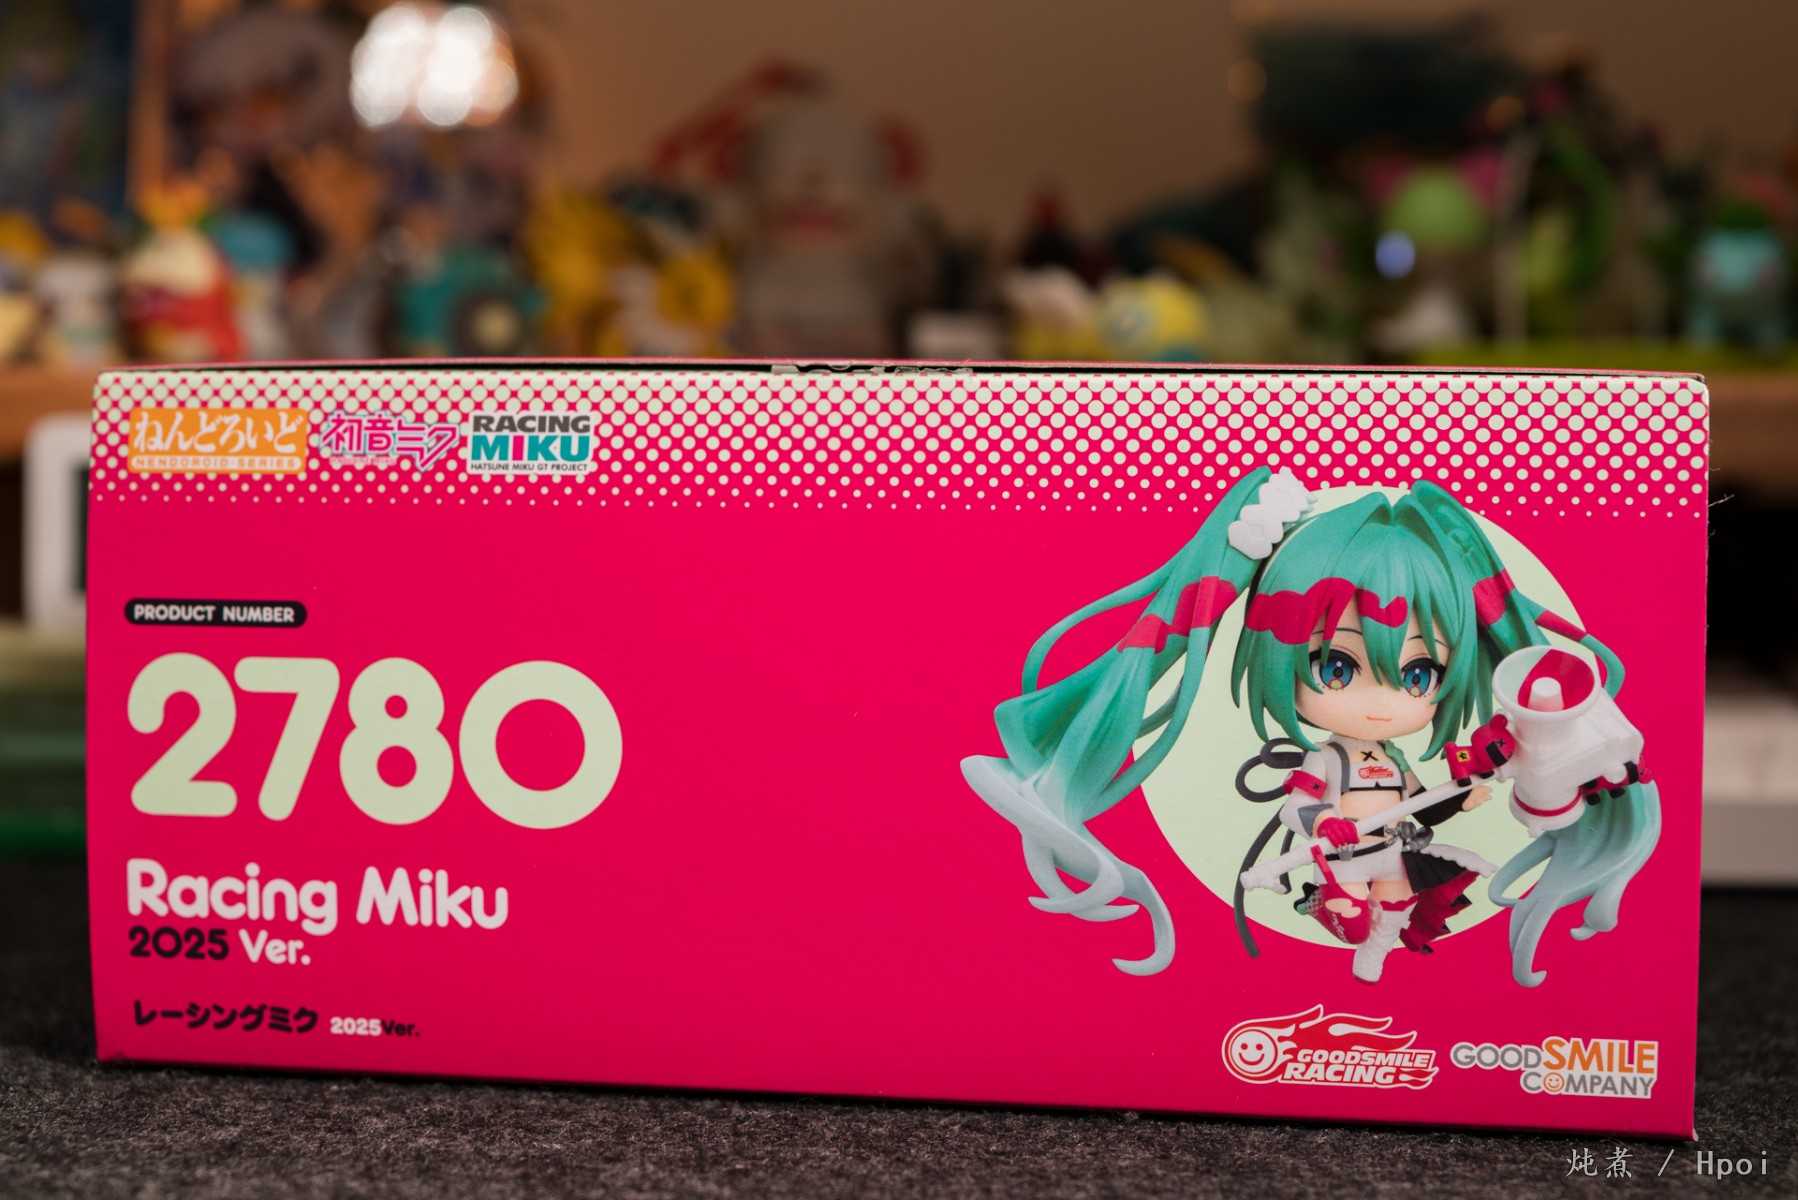 ねんどろいど
NENDOROID-SERIES
初音ミク
RACING
MIKU
HATSUNE MIKU GT PROJECT
PRODUCT NUMBER
2780
Racing Miku
2025 Ver.
レーシングミク 2025Ver.
GOODSMILE
RACING
GOODSMILE
COMPANY
炖煮 / Hpoi